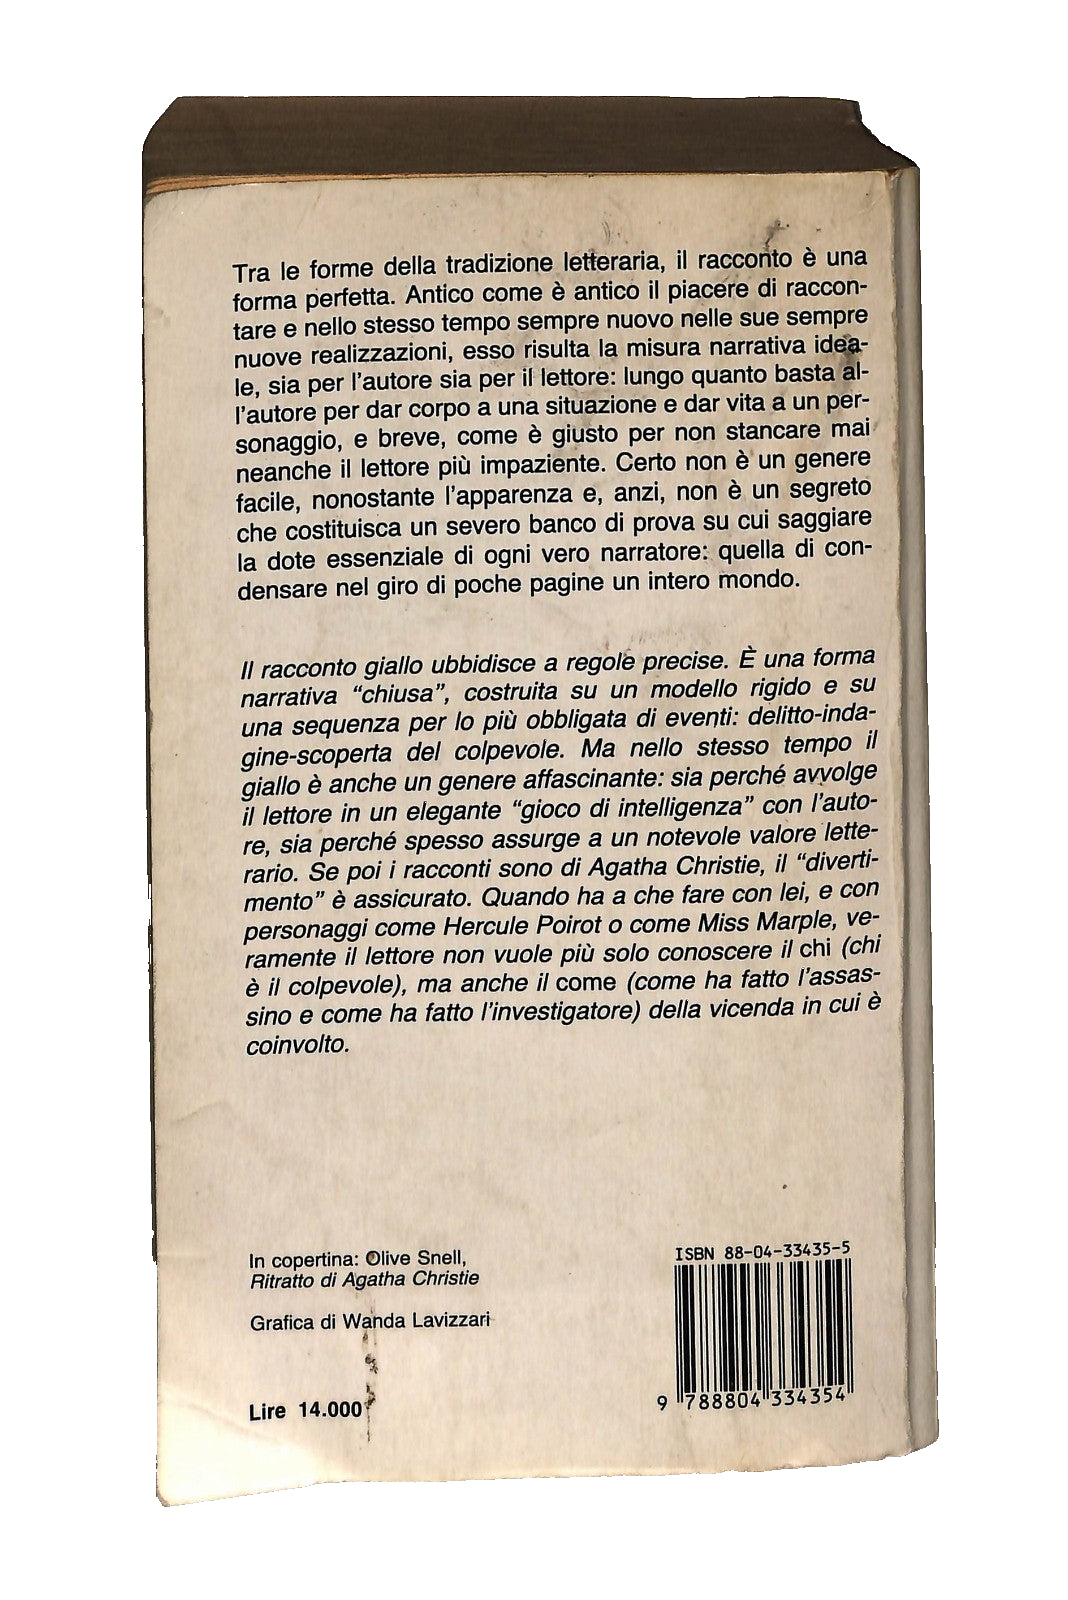 Tra le forme della tradizione letteraria, il racconto è una
forma perfetta. Antico come è antico il piacere di raccon-
tare e nello stesso tempo sempre nuovo nelle sue sempre
nuove realizzazioni, esso risulta la misura narrativa idea-
le, sia per l'autore sia per il lettore: lungo quanto basta al-
l'autore per dar corpo a una situazione e dar vita a un per-
sonaggio, e breve, come è giusto per non stancare mai
neanche il lettore più impaziente. Certo non è un genere
facile, nonostante l'apparenza e, anzi, non è un segreto
che costituisca un severo banco di prova su cui saggiare
la dote essenziale di ogni vero narratore: quella di con-
densare nel giro di poche pagine un intero mondo.
Il racconto giallo ubbidisce a regole precise. È una forma
narrativa “chiusa”, costruita su un modello rigido e su
una sequenza per lo più obbligata di eventi: delitto-inda-
gine-scoperta del colpevole. Ma nello stesso tempo il
giallo è anche un genere affascinante: sia perché avvolge
il lettore in un elegante “gioco di intelligenza” con l'auto-
re, sia perché spesso assurge a un notevole valore lette-
rario. Se poi i racconti sono di Agatha Christie, il “diverti-
mento” è assicurato. Quando ha a che fare con lei, e con
personaggi come Hercule Poirot o come Miss Marple, ve-
ramente il lettore non vuole più solo conoscere il chi (chi
è il colpevole), ma anche il come (come ha fatto l'assas-
sino e come ha fatto l'investigatore) della vicenda in cui è
coinvolto.
In copertina: Olive Snell,
Ritratto di Agatha Christie
Grafica di Wanda Lavizzari
Lire 14.000
ISBN 88-04-33435-5
9 788804 334354